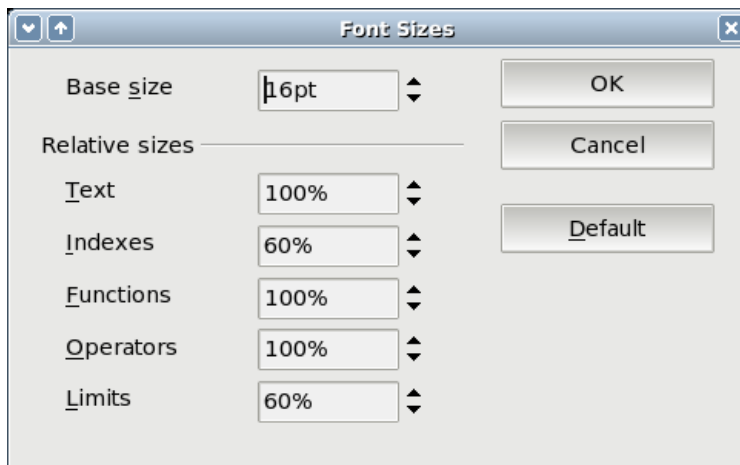 Font Sizes
Base size 16pt OK
Relative sizes Cancel
Text 100%
Indexes 60% Default
Functions 100%
Operators 100%
Limits 60%